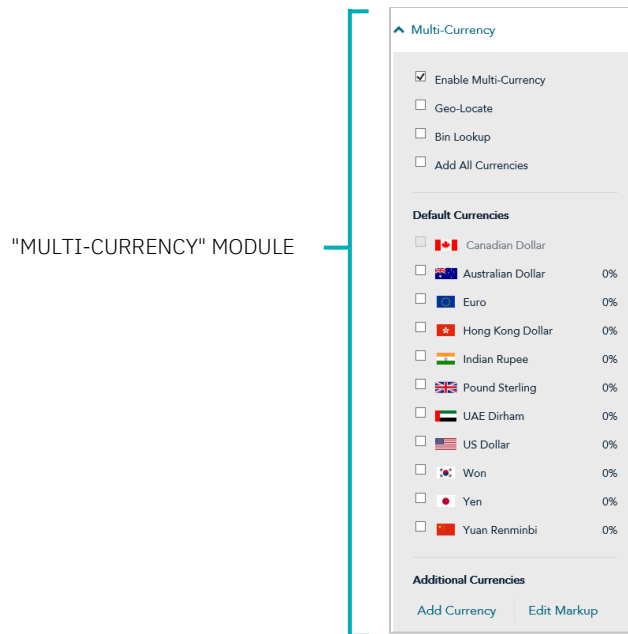 Multi-Currency
Enable Multi-Currency
Geo-Locate
Bin Lookup
Add All Currencies
"MULTI-CURRENCY" MODULE
Default Currencies
Canadian Dollar
Australian Dollar 0%
Euro 0%
Hong Kong Dollar 0%
Indian Rupee 0%
Pound Sterling 0%
UAE Dirham 0%
US Dollar 0%
Won 0%
Yen 0%
Yuan Renminbi 0%
Additional Currencies
Add Currency Edit Markup